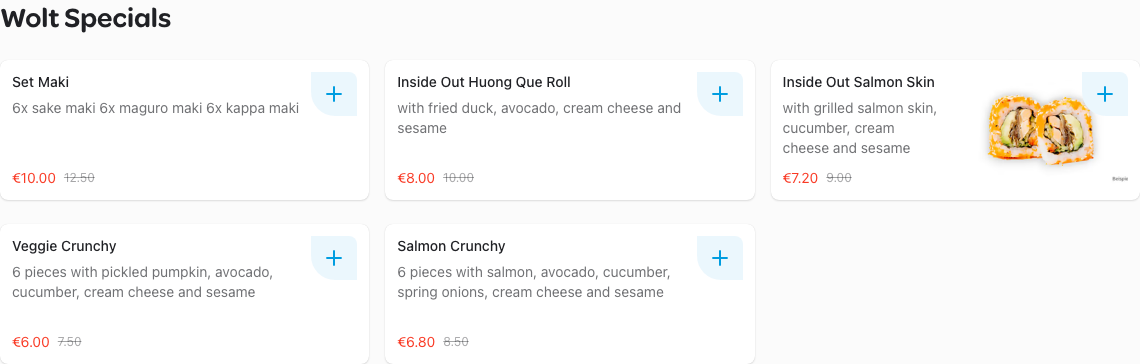 Wolt Specials
Set Maki
6x sake maki 6x maguro maki 6x kappa maki
€10.00 12.50
Inside Out Huong Que Roll
with fried duck, avocado, cream cheese and
sesame
€8.00 10.00
Inside Out Salmon Skin
with grilled salmon skin,
cucumber, cream
cheese and sesame
€7.20 9.00
Beispie
Veggie Crunchy
6 pieces with pickled pumpkin, avocado,
cucumber, cream cheese and sesame
€6.00 7.50
Salmon Crunchy
6 pieces with salmon, avocado, cucumber,
spring onions, cream cheese and sesame
€6.80 8.50